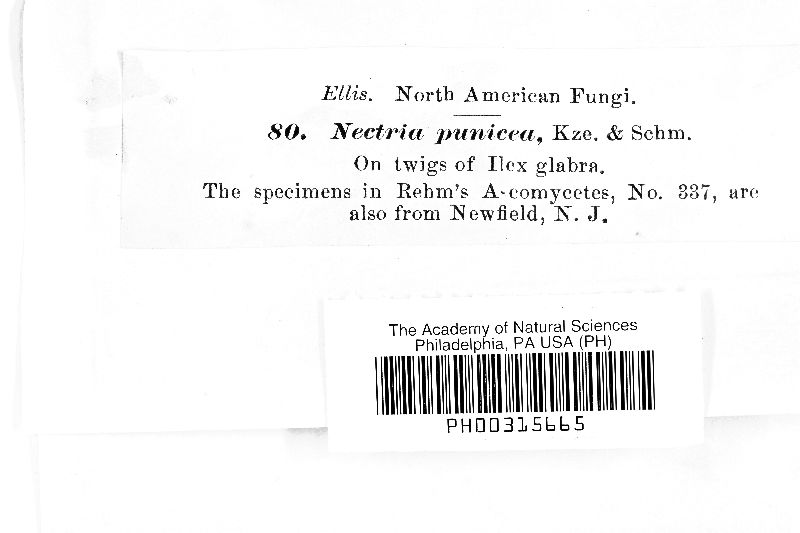 Ellis. North American Fungi.
80. Nectria punicea, Kze. & Schm.
On twigs of Ilex glabra.
The specimens in Rehm's A-comycetes, No. 337, are
also from Newfield, N. J.
The Academy of Natural Sciences
Philadelphia, PA USA (PH)
PH00315665